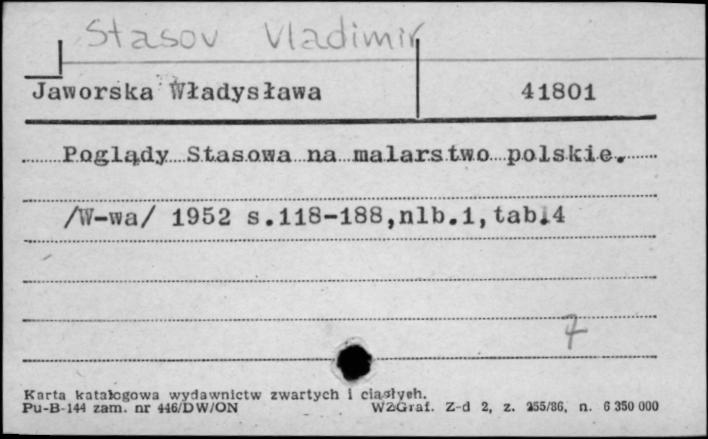 Stasov Vladimir
Jaworska Władysława 41801
Poglądy Stasowa na malarstwo polskie.
/W-wa/ 1952 s.118-188,nlb.1,tab.4
7
Karta katalogowa wydawnictw zwartych i ciągłych.
Pu-B-144 zam. nr 446/DW/ON WZGraf. Z-d 2, z. 255/86, n. 6 350 000